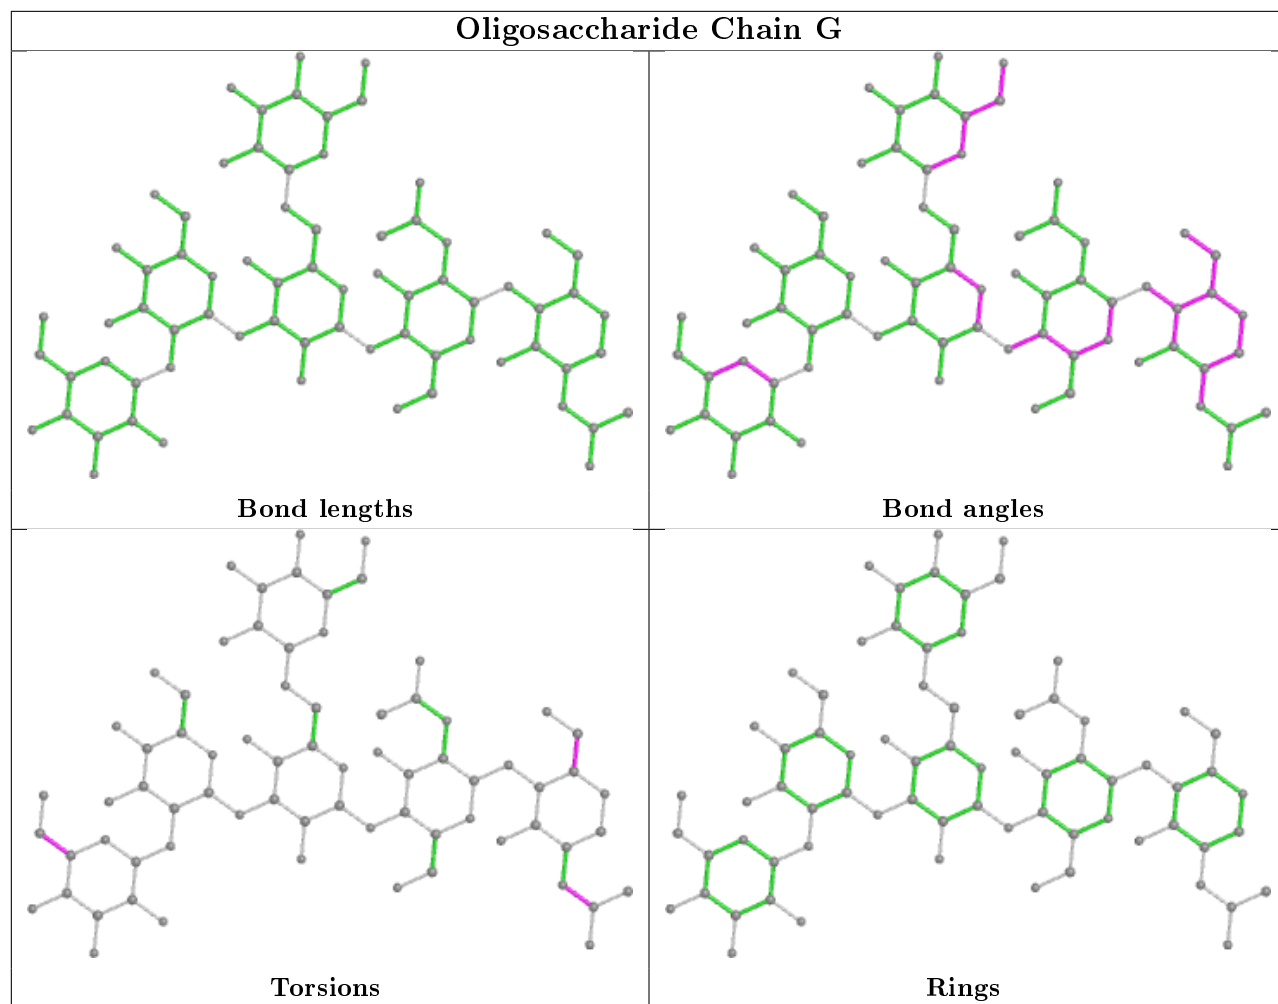 Oligosaccharide Chain G
Bond lengths
Bond angles
Torsions
Rings